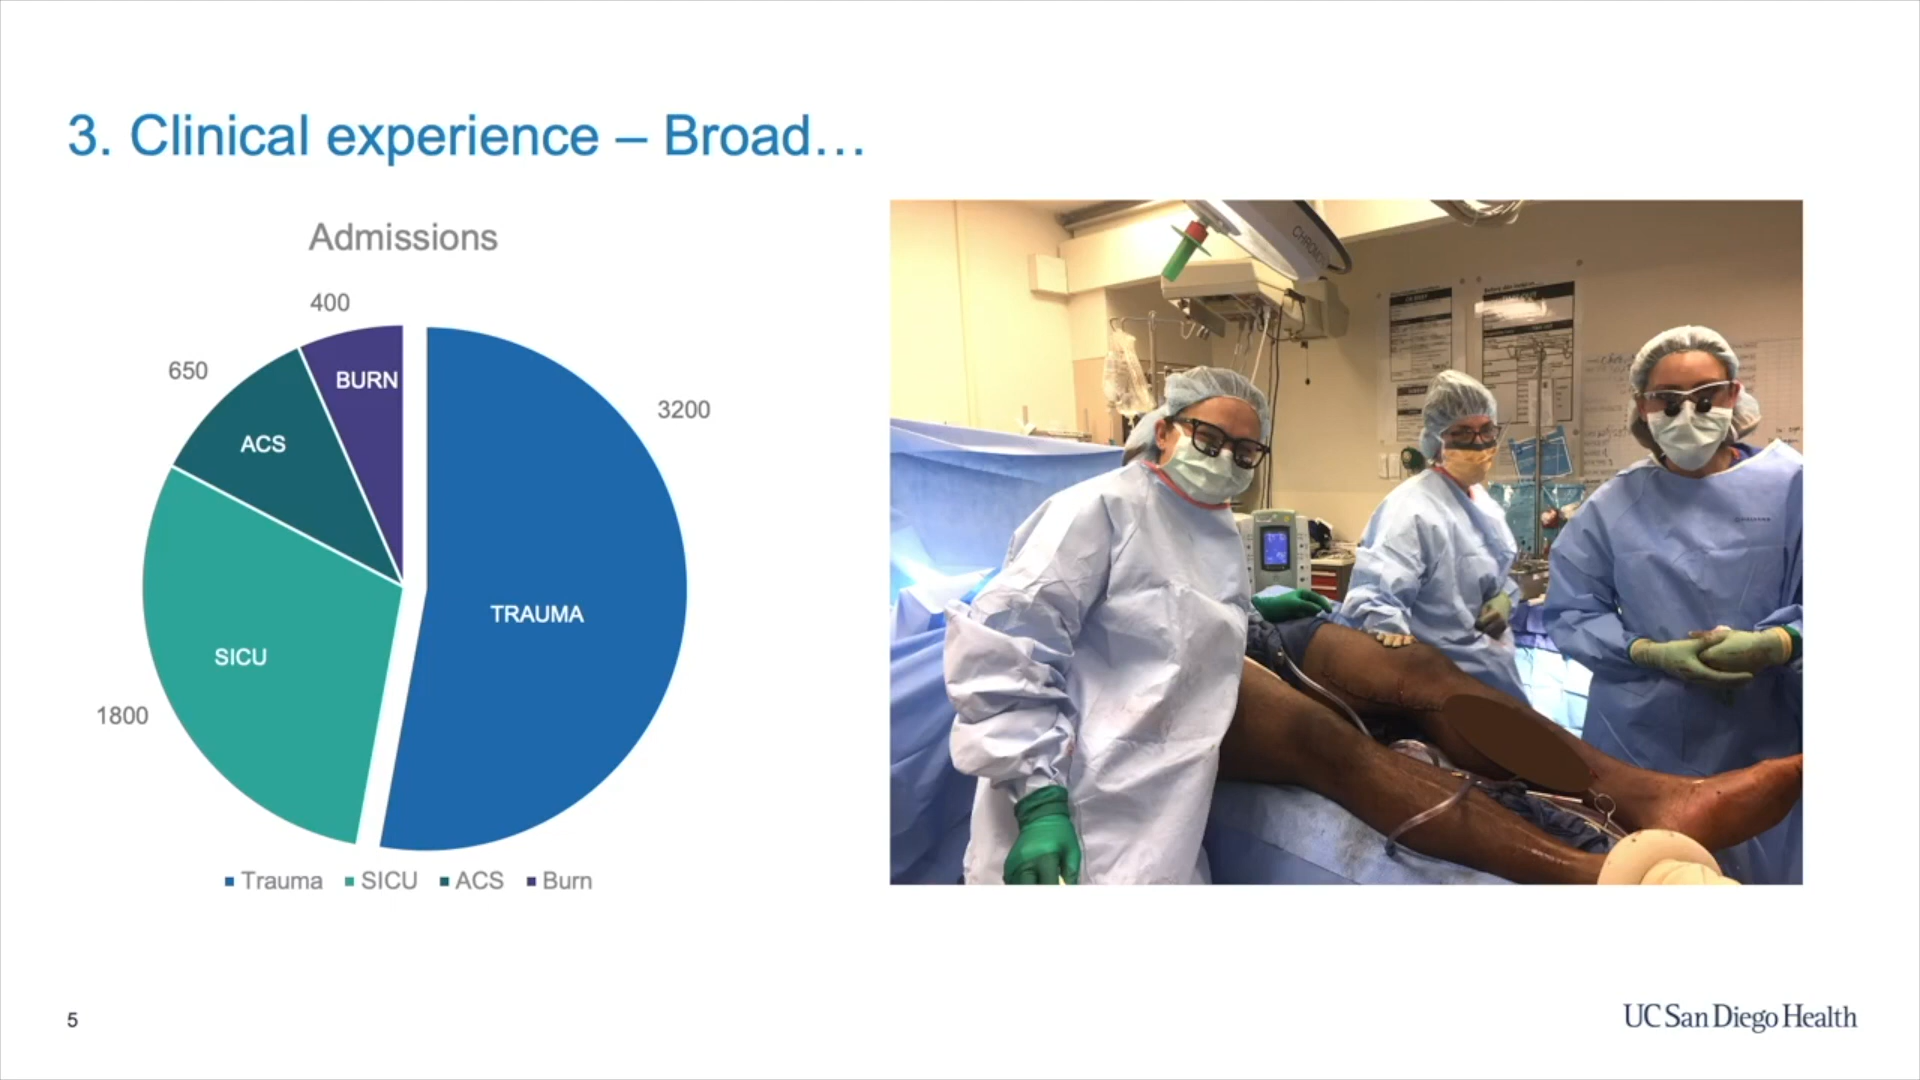 3. Clinical experience – Broad…
Admissions
400
650
BURN
3200
ACS
TRAUMA
SICU
1800
Trauma SICU ACS Burn
5
UC San Diego Health